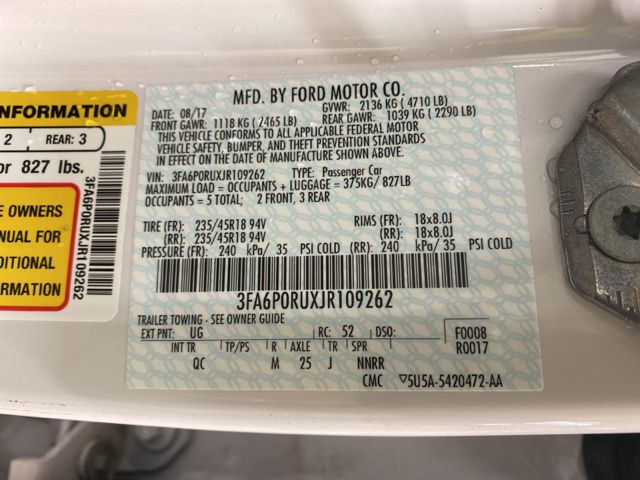 INFORMATION
2 REAR: 3
or 827 lbs.
E OWNERS
ANUAL FOR
DDITIONAL
FORMATION
3FA6P0RUXJR109262
MFD. BY FORD MOTOR CO.
DATE: 08/17 GVWR: 2136 KG ( 4710 LB)
FRONT GAWR: 1118 KG ( 2465 LB) REAR GAWR: 1039 KG ( 2290 LB)
THIS VEHICLE CONFORMS TO ALL APPLICABLE FEDERAL MOTOR
VEHICLE SAFETY, BUMPER, AND THEFT PREVENTION STANDARDS
IN EFFECT ON THE DATE OF MANUFACTURE SHOWN ABOVE.
VIN: 3FA6P0RUXJR109262 TYPE: Passenger Car
MAXIMUM LOAD = OCCUPANTS + LUGGAGE = 375KG/ 827LB
OCCUPANTS = 5 TOTAL; 2 FRONT, 3 REAR
TIRE (FR): 235/45R18 94V RIMS (FR): 18x8.0J
(RR): 235/45R18 94V (RR): 18x8.0J
PRESSURE (FR): 240 kPa/ 35 PSI COLD (RR): 240 kPa/ 35 PSI COLD
3FA6P0RUXJR109262
TRAILER TOWING - SEE OWNER GUIDE
EXT PNT: UG RC: 52 DSO: F0008
INT TR TP/PS R AXLE TR SPR R0017
QC M 25 J NNRR
CMC ▽5U5A-5420472-AA